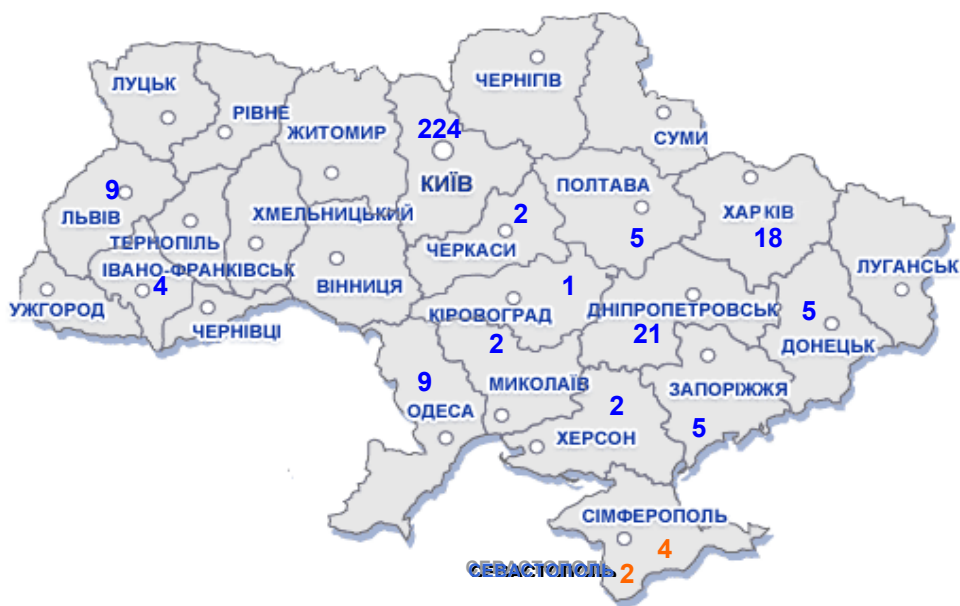 ЧЕРНІГІВ
ЛУЦЬК
РІВНЕ
ЖИТОМИР
224
СУМИ
КИЇВ
ПОЛТАВА
9
ЛЬВІВ
ХМЕЛЬНИЦЬКИЙ
2
ХАРКІВ
5
18
ТЕРНОПІЛЬ
ЧЕРКАСИ
ІВАНО-ФРАНКІВСЬК
4
ЛУГАНСЬК
ВІННИЦЯ
1
УЖГОРОД
КІРОВОГРАД
ДНІПРОПЕТРОВСЬК
5
ЧЕРНІВЦІ
21
2
ДОНЕЦЬК
9
МИКОЛАЇВ
ЗАПОРІЖЖЯ
ОДЕСА
2
5
ХЕРСОН
СІМФЕРОПОЛЬ
4
СЕВАСТОПОЛЬ 2